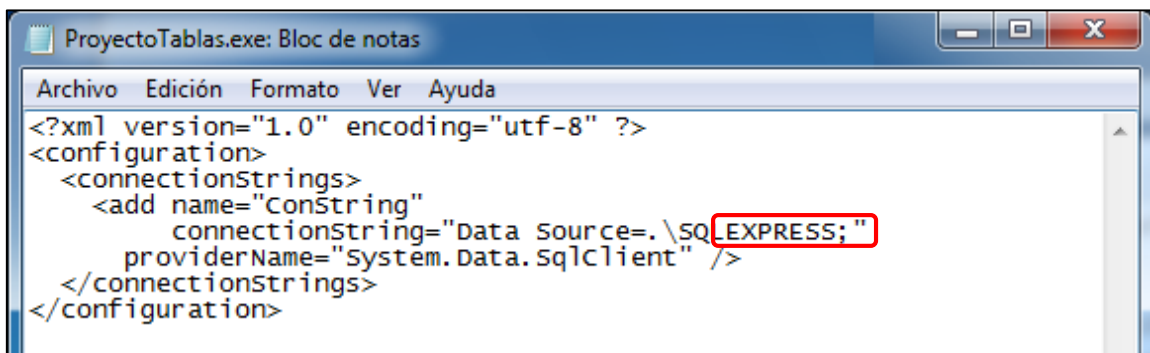 ProyectoTablas.exe: Bloc de notas
Archivo Edición Formato Ver Ayuda
<?xml version="1.0" encoding="utf-8" ?>
<configuration>
<connectionStrings>
<add name="ConString"
connectionString="Data Source=.\SQLEXPRESS;"
providerName="System.Data.SqlClient" />
</connectionStrings>
</configuration>